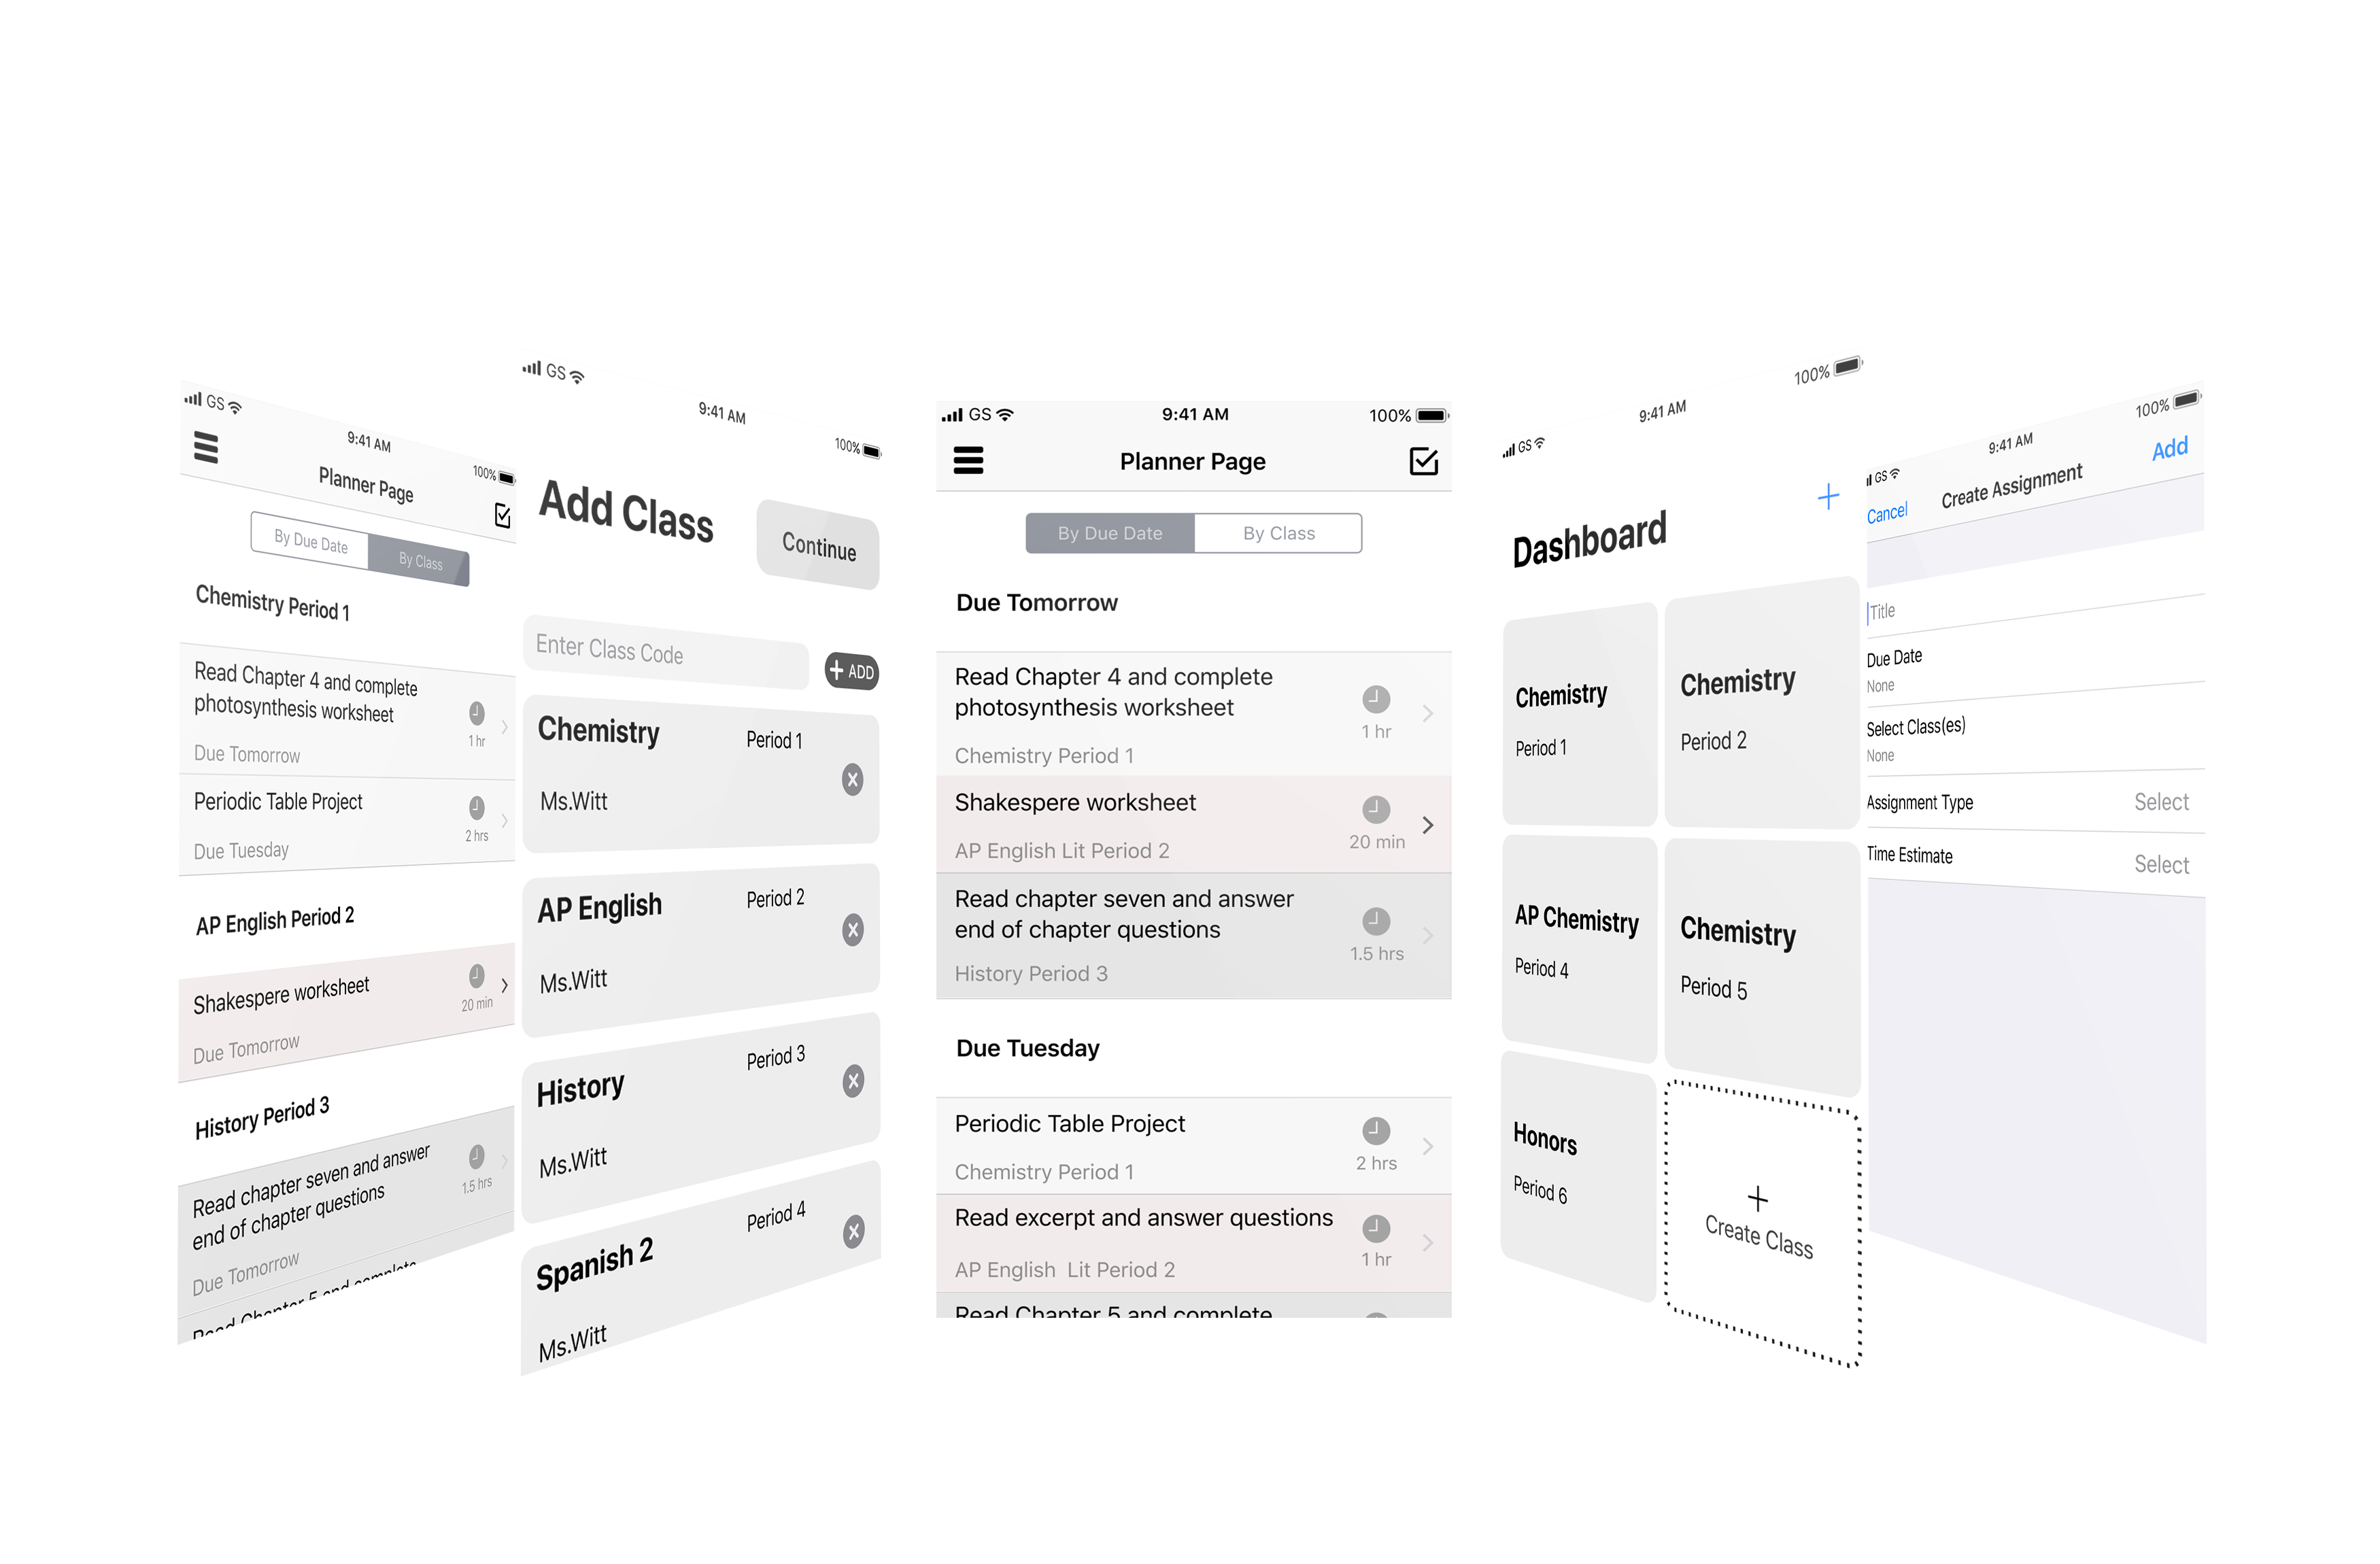 GS
9:41 AM
100%
Planner Page
By Due Date
By Class
Chemistry Period 1
Read Chapter 4 and complete
photosynthesis worksheet
1 hr
Due Tomorrow
Periodic Table Project
2 hrs
Due Tuesday
AP English Period 2
Shakespere worksheet
20 min
Due Tomorrow
History Period 3
Read chapter seven and answer
end of chapter questions
1.5 hrs
Due Tomorrow
Read Chapter 5 and complete
GS
9:41 AM
100%
Add Class
Continue
Enter Class Code
+ ADD
Chemistry
Period 1
Ms.Witt
AP English
Period 2
Ms.Witt
History
Period 3
Ms.Witt
Spanish 2
Period 4
Ms.Witt
GS
9:41 AM
100%
Planner Page
By Due Date
By Class
Due Tomorrow
Read Chapter 4 and complete
photosynthesis worksheet
1 hr
Chemistry Period 1
Shakespere worksheet
20 min
AP English Lit Period 2
Read chapter seven and answer
end of chapter questions
1.5 hrs
History Period 3
Due Tuesday
Periodic Table Project
2 hrs
Chemistry Period 1
Read excerpt and answer questions
1 hr
AP English Lit Period 2
Read Chapter 5 and complete
GS
9:41 AM
100%
+
Dashboard
Chemistry
Period 1
Chemistry
Period 2
AP Chemistry
Period 4
Chemistry
Period 5
Honors
Period 6
+
Create Class
GS
9:41 AM
100%
Cancel
Create Assignment
Add
Title
Due Date
None
Select Class(es)
None
Assignment Type
Select
Time Estimate
Select